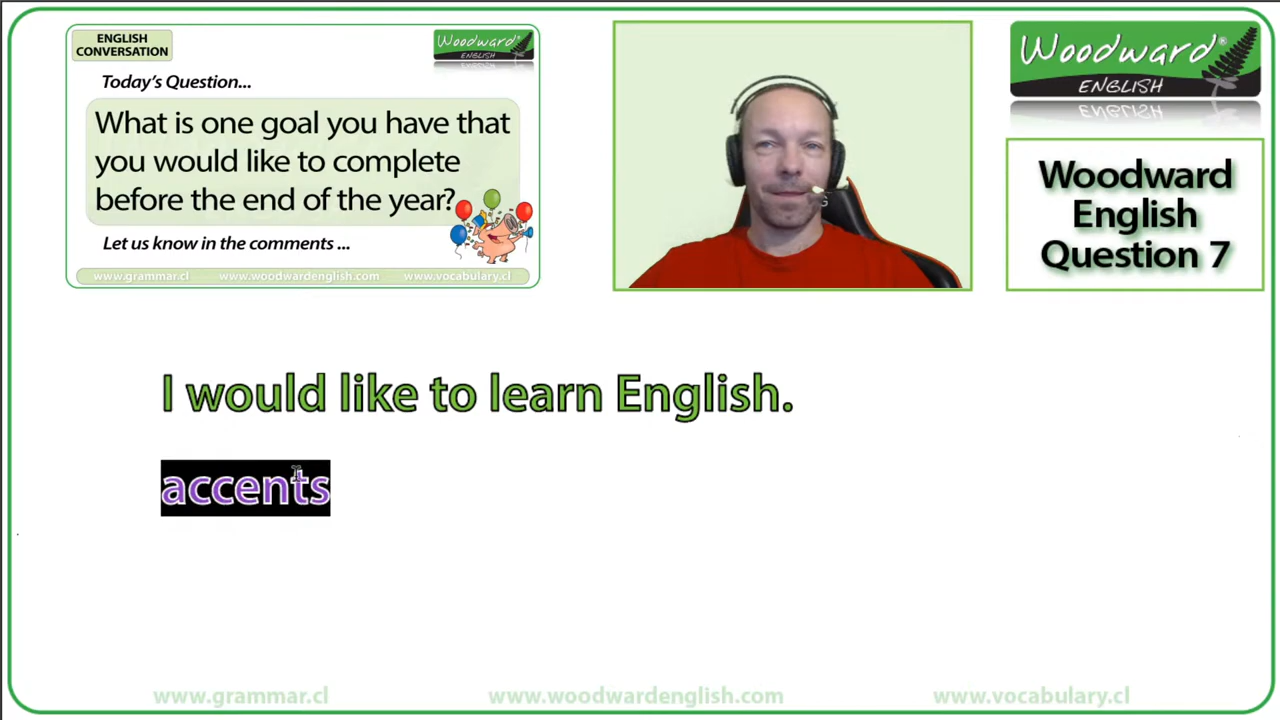 ENGLISH
CONVERSATION
Woodward
ENGLISH
Today's Question...
What is one goal you have that
you would like to complete
before the end of the year?
Let us know in the comments ...
www.grammar.cl www.woodwardenglish.com www.vocabulary.cl
Woodward®
ENGLISH
Woodward
English
Question 7
I would like to learn English.
accents
www.grammar.cl www.woodwardenglish.com www.vocabulary.cl